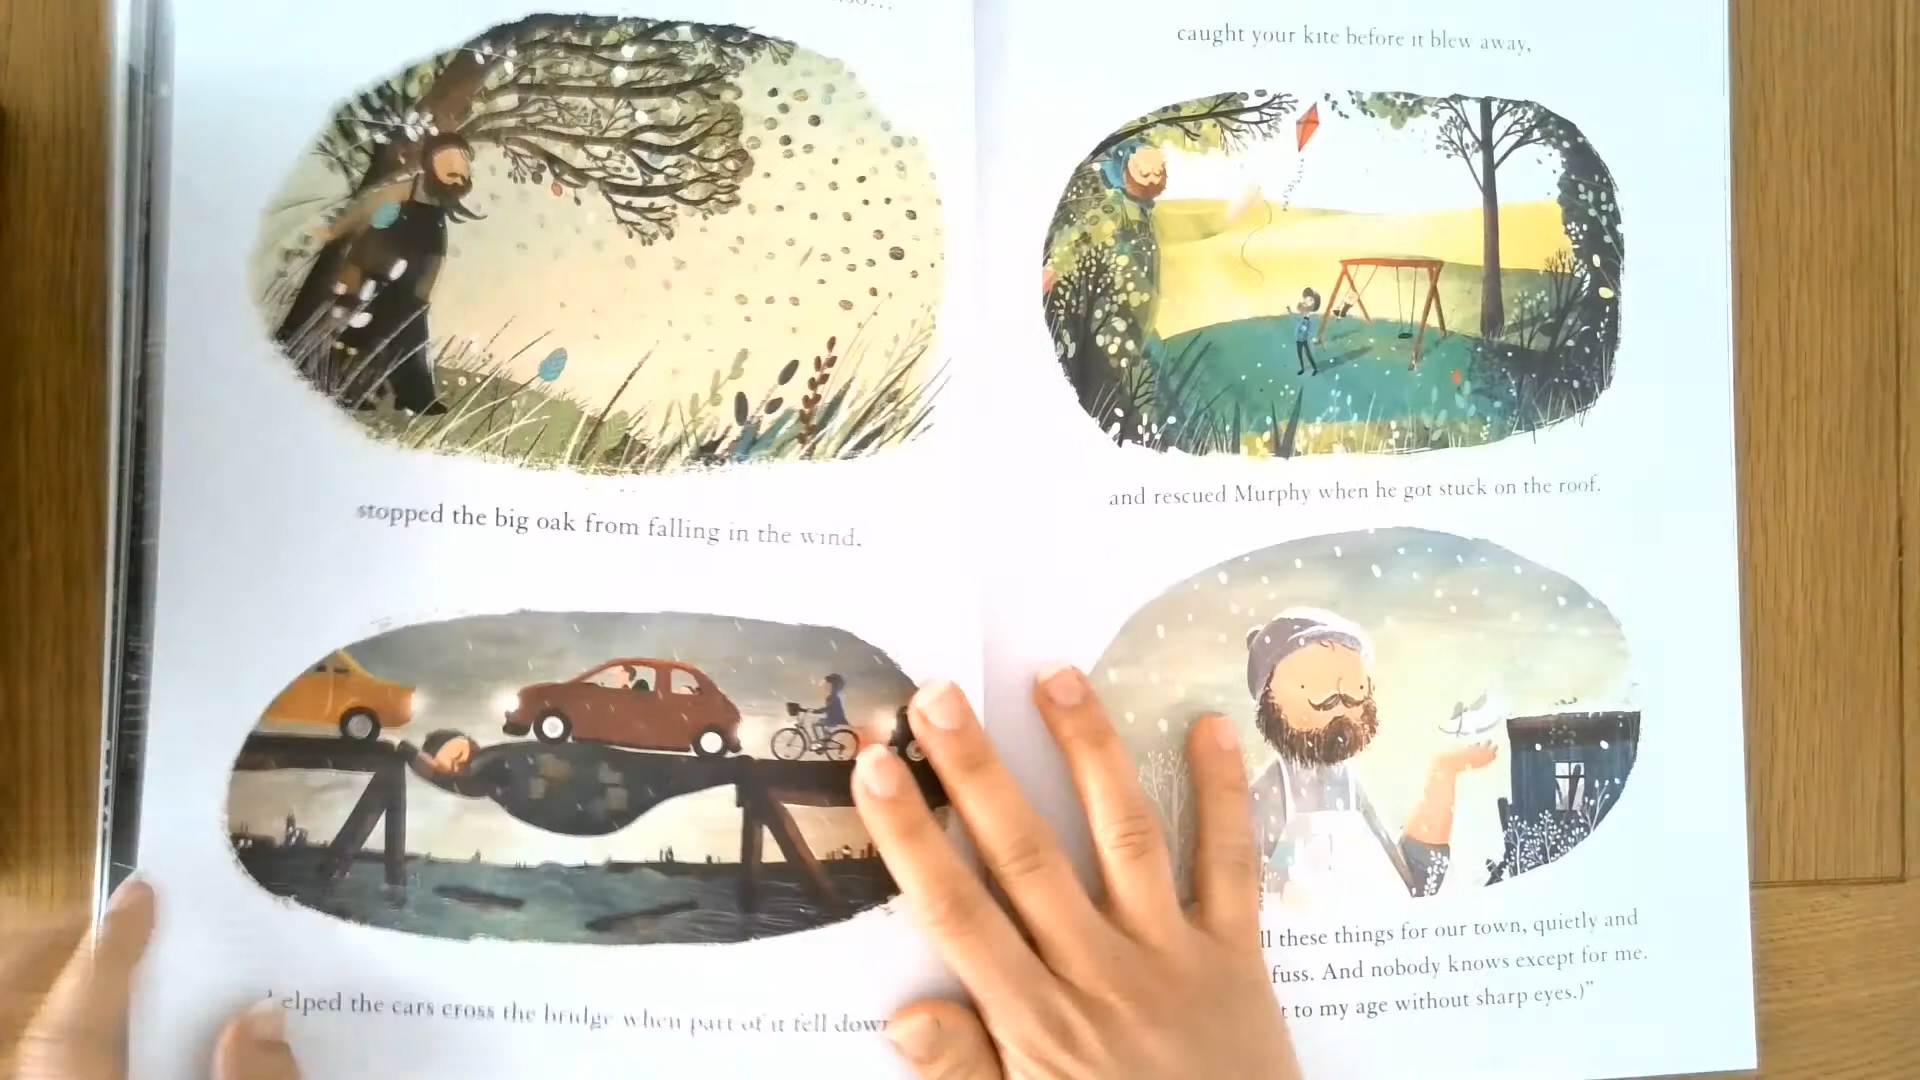 stopped the big oak from falling in the wind,
elped the cars cross the bridge when part of it fell down
caught your kite before it blew away,
and rescued Murphy when he got stuck on the roof.
ll these things for our town, quietly and
fuss. And nobody knows except for me.
t to my age without sharp eyes.)”